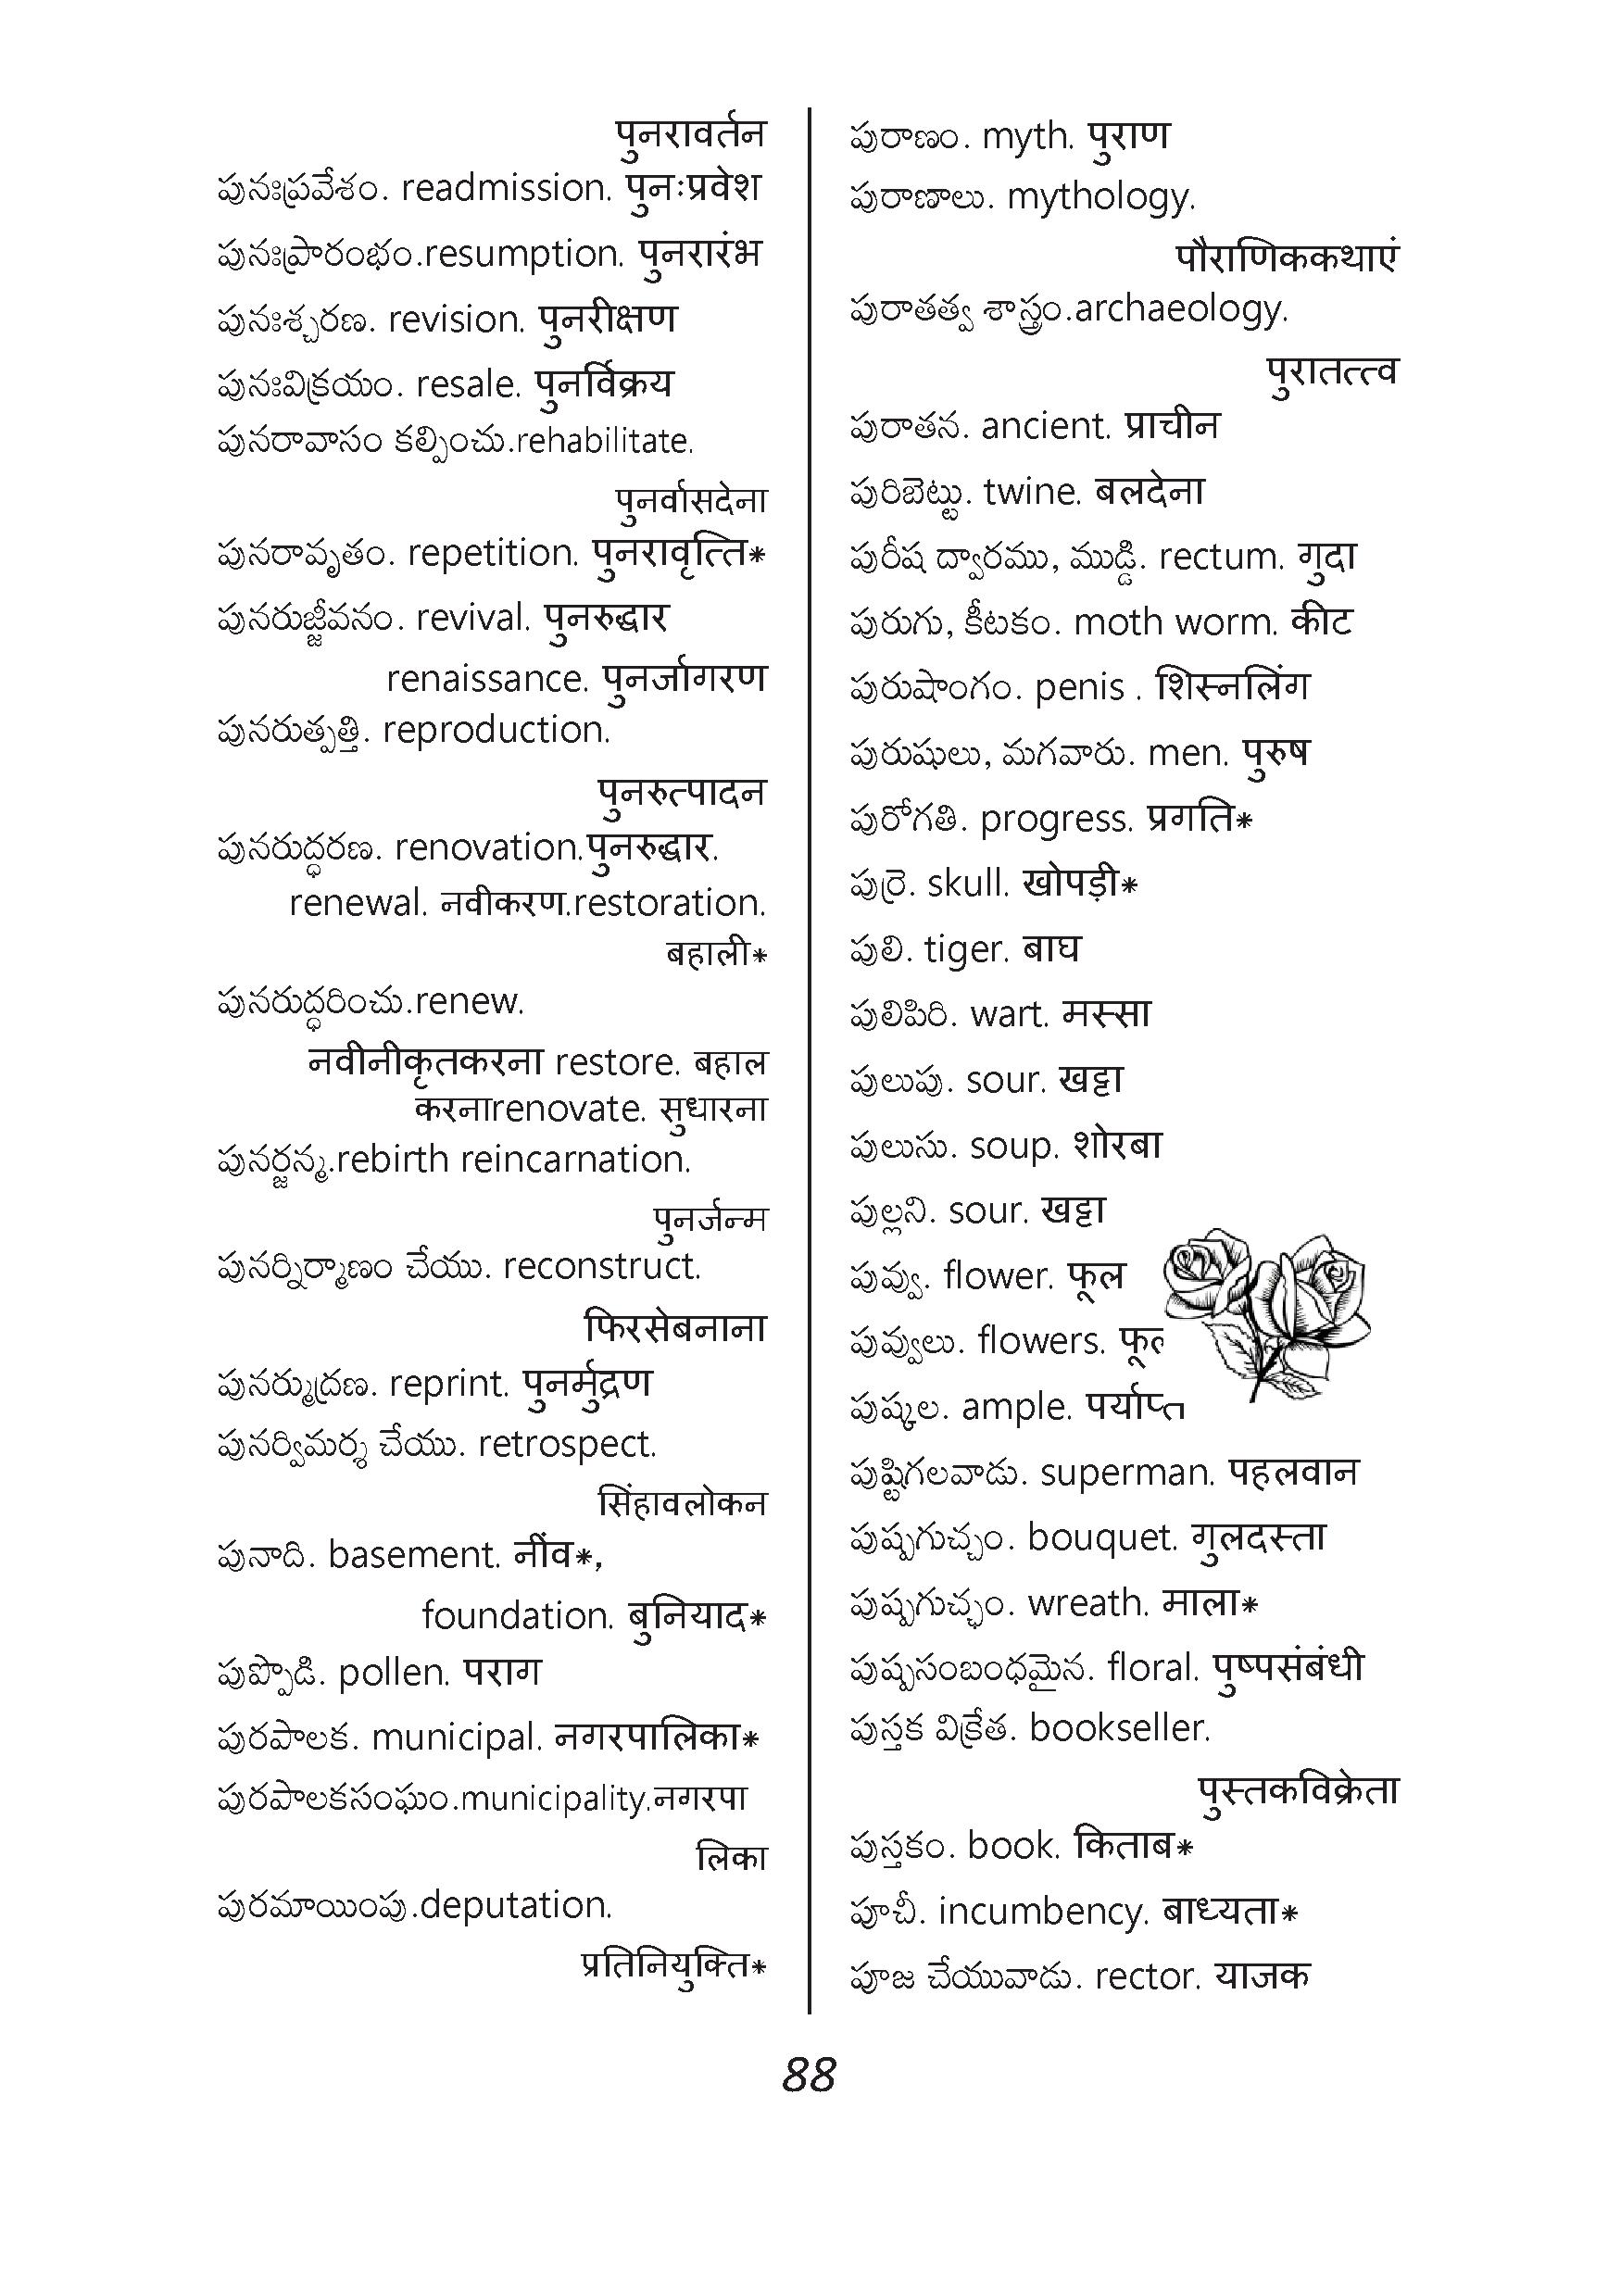 पुनरावर्तन
పునఃప్రవేశం. readmission. पुनःप्रवेश
పునఃప్రారంభం.resumption. पुनरारंभ
పునఃశ్చరణ. revision. पुनरीक्षण
పునఃవిక్రయం. resale. पुनर्विक्रय
పునరావాసం కల్పించు.rehabilitate.
पुनर्वासदेना
పునరావృతం. repetition. पुनरावृत्ति*
పునరుజ్జీవనం. revival. पुनरुद्धार
renaissance. पुनर्जागरण
పునరుత్పత్తి. reproduction.
पुनरुत्पादन
పునరుద్ధరణ. renovation.पुनरुद्धार.
renewal. नवीकरण.restoration.
बहाली*
పునరుద్ధరించు.renew.
नवीनीकृतकरना restore. बहाल
करनाrenovate. सुधारना
పునర్జన్మ.rebirth reincarnation.
पुनर्जन्म
పునర్నిర్మాణం చేయు. reconstruct.
फिरसेबनाना
పునర్ముద్రణ. reprint. पुनर्मुद्रण
పునర్విమర్శ చేయు. retrospect.
सिंहावलोकन
పునాది. basement. नींव*,
foundation. बुनियाद*
పుప్పొడి. pollen. पराग
పురపాలక. municipal. नगरपालिका*
పురపాలకసంఘం.municipality.नगरपा
लिका
పురమాయింపు.deputation.
प्रतिनियुक्ति*
పురాణం. myth. पुराण
పురాణాలు. mythology.
पौराणिककथाएं
పురాతత్వ శాస్త్రం.archaeology.
पुरातत्त्व
పురాతన. ancient. प्राचीन
పురిబెట్టు. twine. बलदेना
పురీష ద్వారము, ముడ్డి. rectum. गुदा
పురుగు, కీటకం. moth worm. कीट
పురుషాంగం. penis . शिस्नलिंग
పురుషులు, మగవారు. men. पुरुष
పురోగతి. progress. प्रगति*
పుర్రె. skull. खोपड़ी*
పులి. tiger. बाघ
పులిపిరి. wart. मस्सा
పులుపు. sour. खट्टा
పులుసు. soup. शोरबा
పుల్లని. sour. खट्टा
పువ్వు. flower. फूल
పువ్వులు. flowers. फूल
పుష్కల. ample. पर्याप्त
పుష్టిగలవాడు. superman. पहलवान
పుష్పగుచ్చం. bouquet. गुलदस्ता
పుష్పగుచ్ఛం. wreath. माला*
పుష్పసంబంధమైన. floral. पुष्पसंबंधी
పుస్తక విక్రేత. bookseller.
पुस्तकविक्रेता
పుస్తకం. book. किताब*
పూచీ. incumbency. बाध्यता*
పూజ చేయువాడు. rector. याजक
88